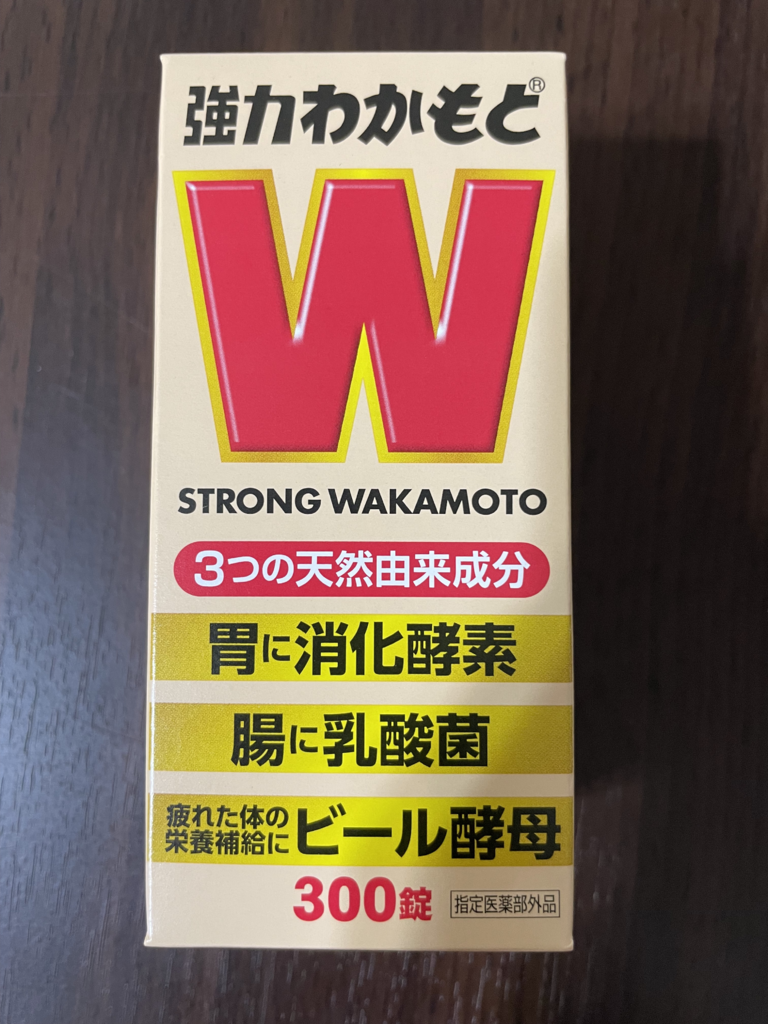 強力わかもと®
W
STRONG WAKAMOTO
3つの天然由来成分
胃に消化酵素
腸に乳酸菌
疲れた体の
栄養補給に
ビール酵母
300錠
指定医薬部外品